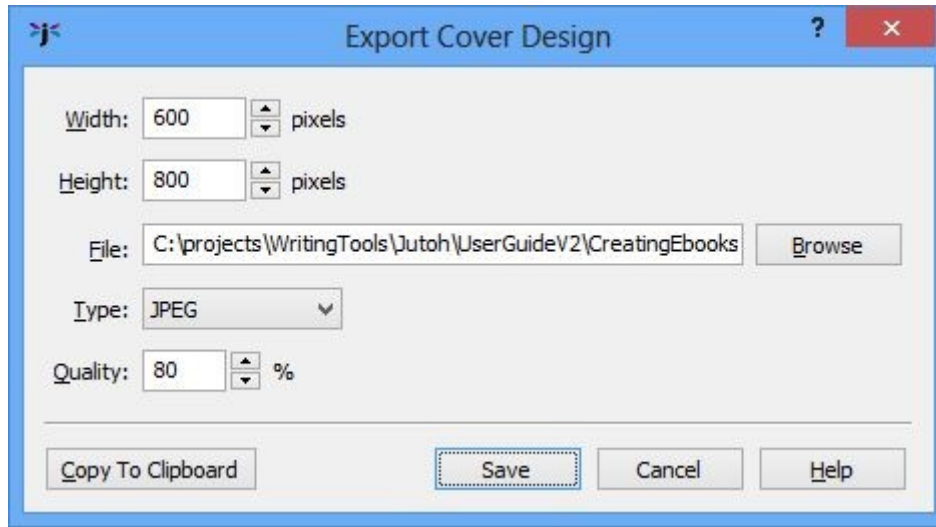 Export Cover Design ?
Width: 600 pixels
Height: 800 pixels
File: C:\projects\WritingTools\Jutoh\UserGuideV2\CreatingEbooks Browse
Type: JPEG
Quality: 80 %
Copy To Clipboard Save Cancel Help